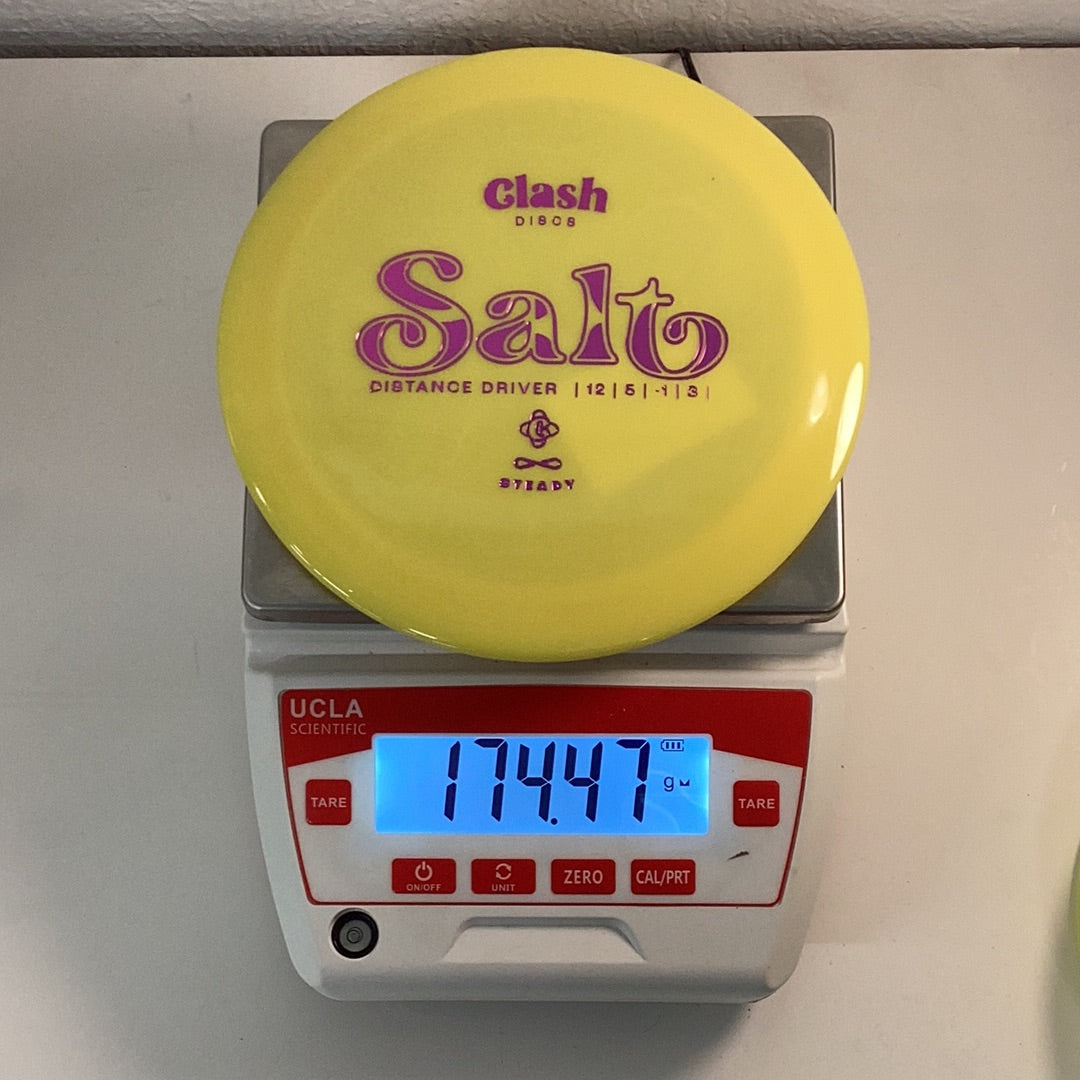 Clash
DISCS
Salt
DISTANCE DRIVER | 12 | 5 | -1 | 3 |
STEADY
UCLA
SCIENTIFIC
174.47
g
TARE
TARE
ON/OFF
UNIT
ZERO
CAL/PRT